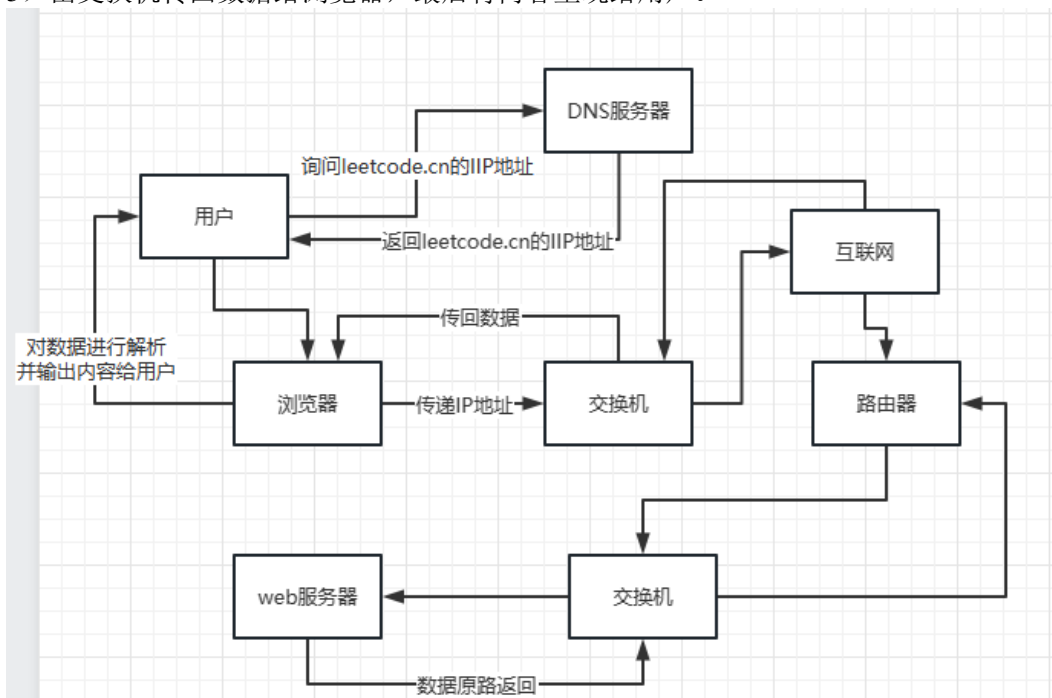 DNS服务器
询问leetcode.cn的IIP地址
用户
返回leetcode.cn的IIP地址
互联网
传回数据
对数据进行解析
并输出内容给用户
浏览器
传递IP地址
交换机
路由器
web服务器
交换机
数据原路返回